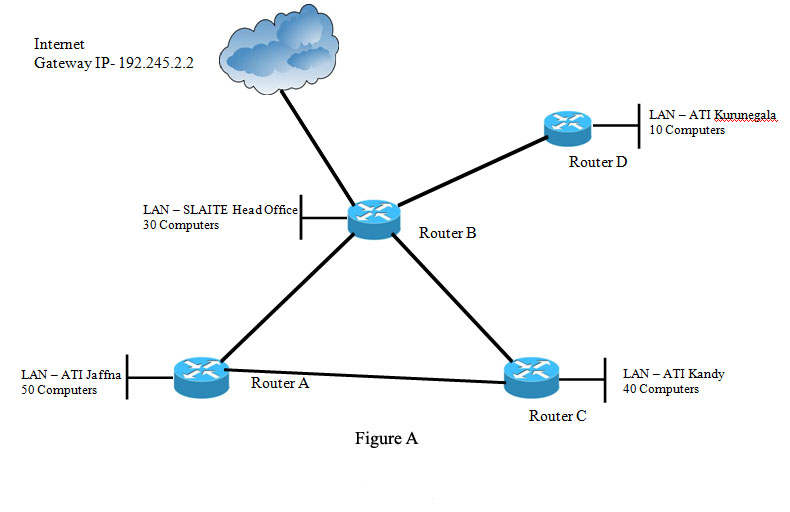 Internet
Gateway IP- 192.245.2.2
LAN – ATI Kurunegala
10 Computers
Router D
LAN – SLAITE Head Office
30 Computers
Router B
LAN – ATI Jaffna
50 Computers
Router A
LAN – ATI Kandy
40 Computers
Router C
Figure A